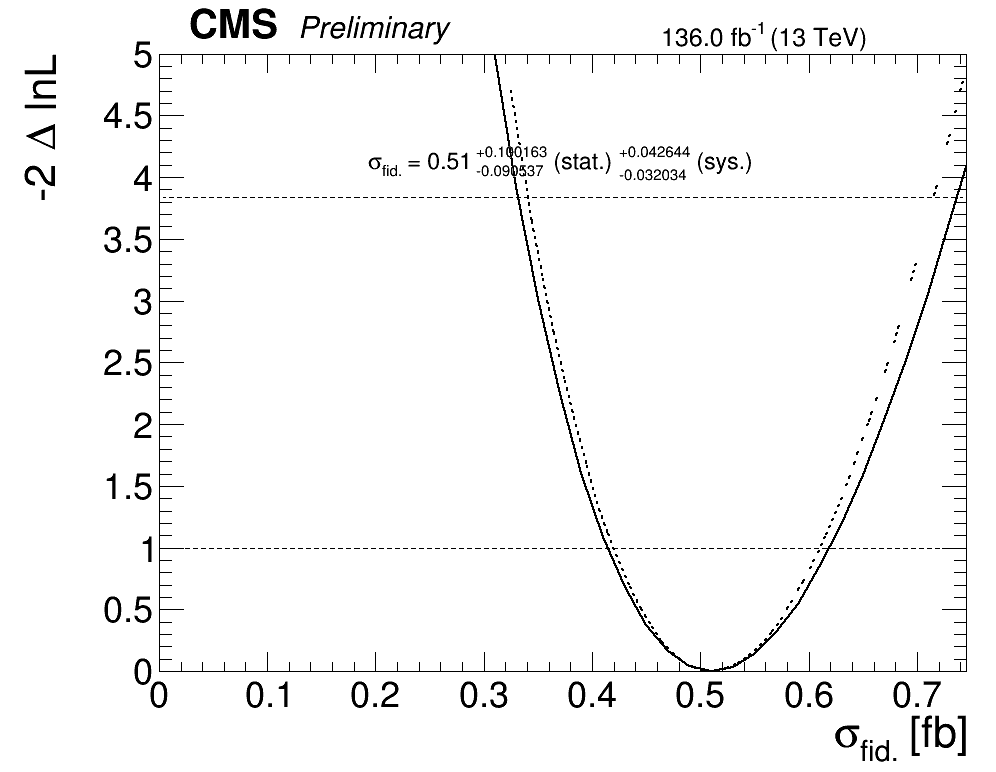 CMS Preliminary
136.0 fb-1 (13 TeV)
-2 Δ lnL
5
4.5
4
3.5
3
2.5
2
1.5
1
0.5
0
σfid. = 0.51 +0.100163 -0.090537 (stat.) +0.042644 -0.032034 (sys.)
0 0.1 0.2 0.3 0.4 0.5 0.6 0.7
σfid. [fb]